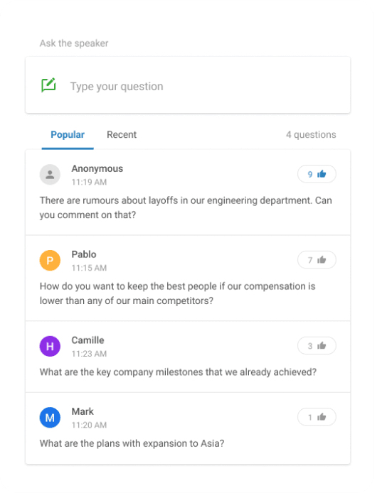 Ask the speaker
Type your question
Popular Recent 4 questions
Anonymous
11:19 AM
9
There are rumours about layoffs in our engineering department. Can
you comment on that?
P
Pablo
11:15 AM
7
How do you want to keep the best people if our compensation is
lower than any of our main competitors?
H
Camille
11:23 AM
3
What are the key company milestones that we already achieved?
M
Mark
11:20 AM
1
What are the plans with expansion to Asia?